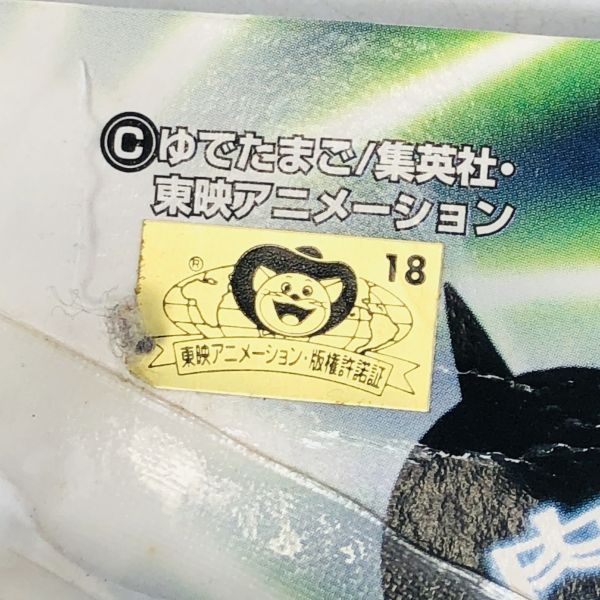 ©ゆでたまご/集英社・
東映アニメーション
® 18
東映アニメーション・版権許諾証
肉